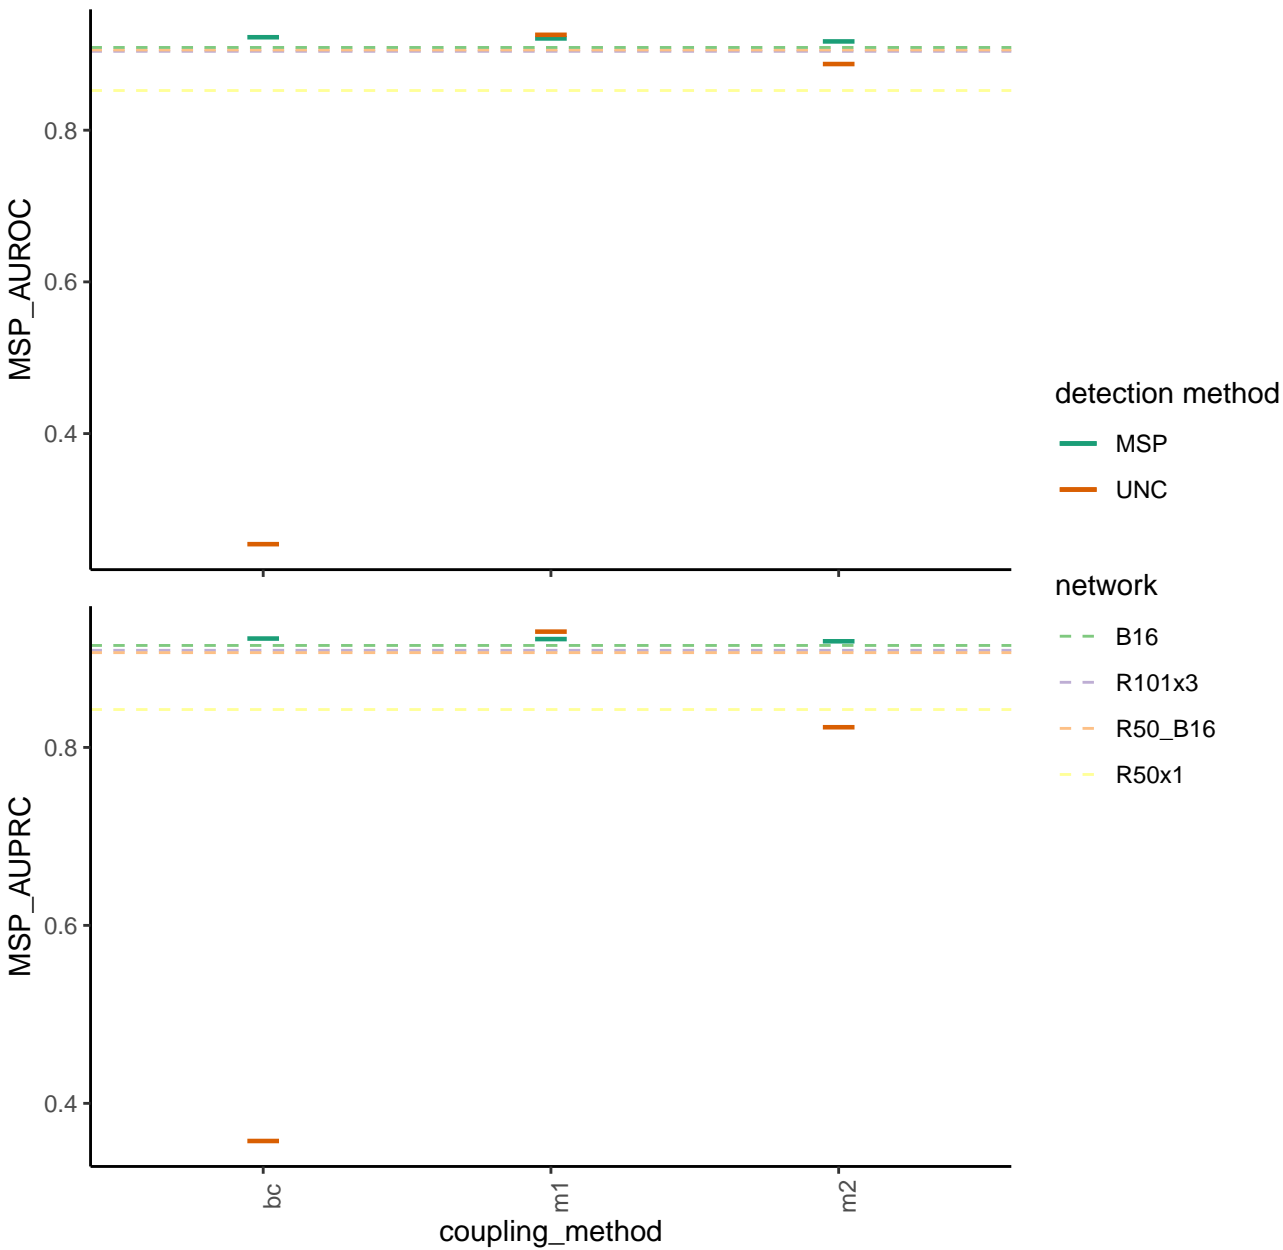 MSP_AUROC
0.8
0.6
0.4
MSP_AUPRC
0.8
0.6
0.4
bc
m1
m2
coupling_method
detection method
MSP
UNC
network
B16
R101x3
R50_B16
R50x1